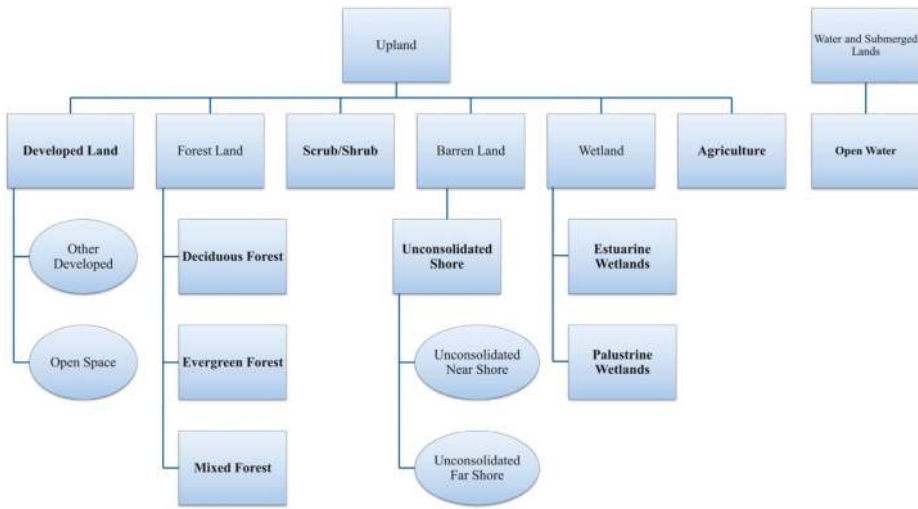 Upland
Water and Submerged
Lands
Developed Land
Forest Land
Scrub/Shrub
Barren Land
Wetland
Agriculture
Open Water
Other
Developed
Deciduous Forest
Unconsolidated
Shore
Estuarine
Wetlands
Open Space
Evergreen Forest
Unconsolidated
Near Shore
Palustrine
Wetlands
Mixed Forest
Unconsolidated
Far Shore